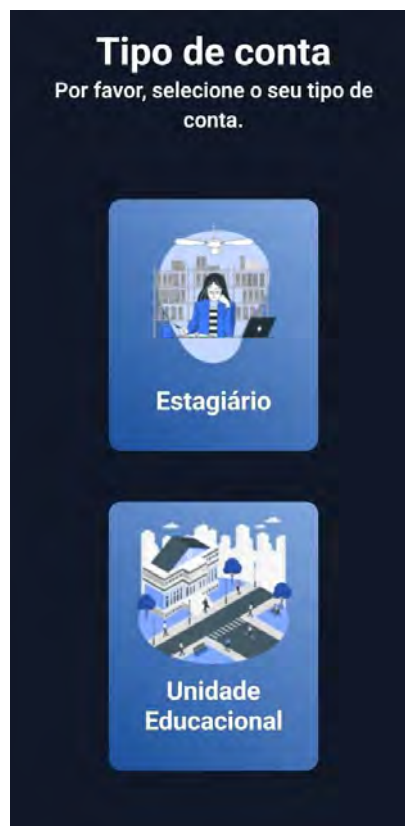 Tipo de conta
Por favor, selecione o seu tipo de
conta.
Estagiário
Unidade
Educacional